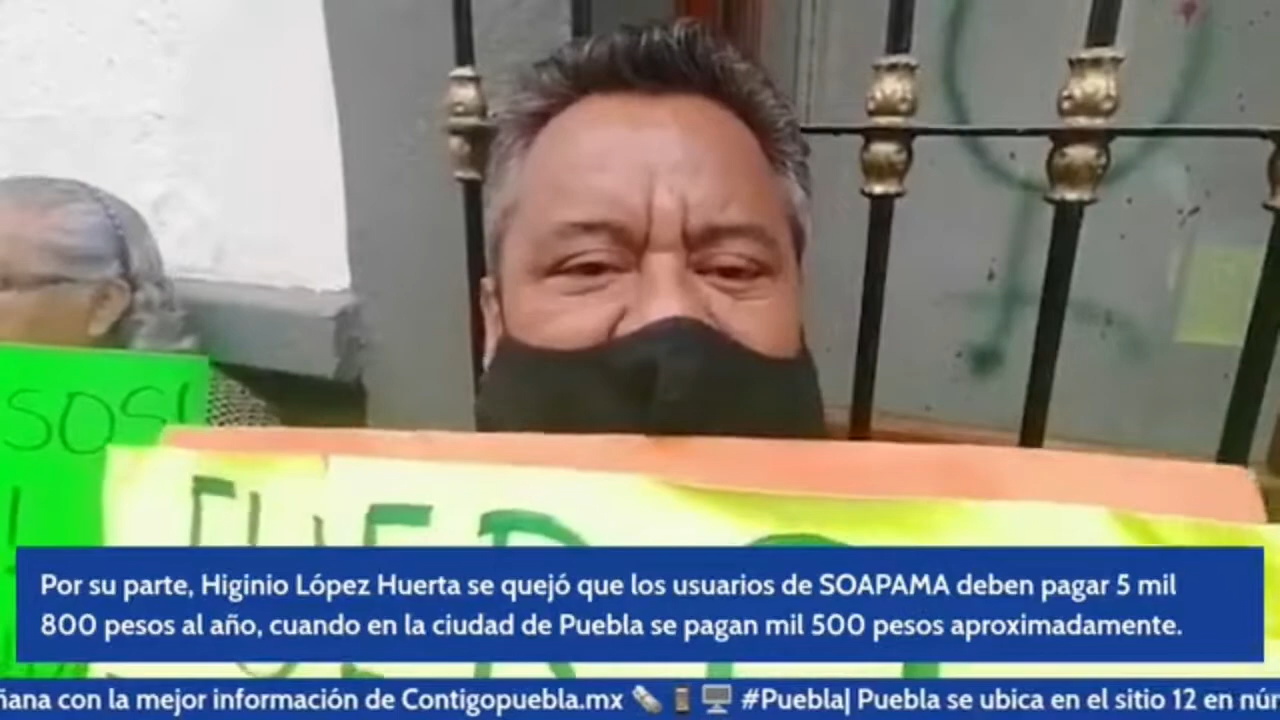 SOS!
FUER
Por su parte, Higinio López Huerta se quejó que los usuarios de SOAPAMA deben pagar 5 mil
800 pesos al año, cuando en la ciudad de Puebla se pagan mil 500 pesos aproximadamente.
ñana con la mejor información de Contigopuebla.mx 🗞️ 📱 🖥️ #Puebla| Puebla se ubica en el sitio 12 en núm